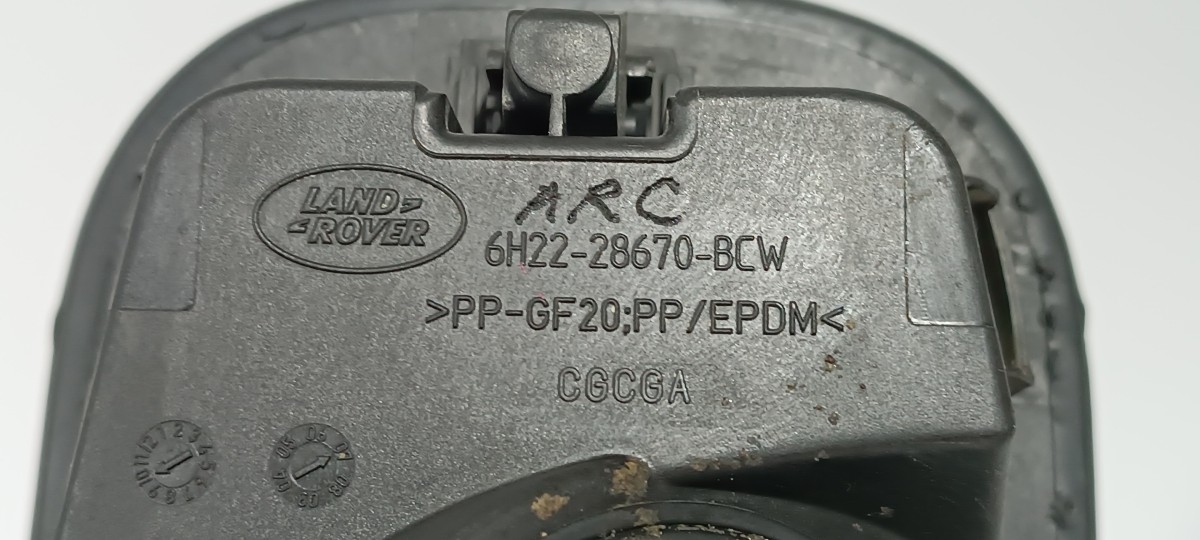 LAND
ROVER
ARC
6H22-28670-BCW
>PP-GF20;PP/EPDM<
CGCGA